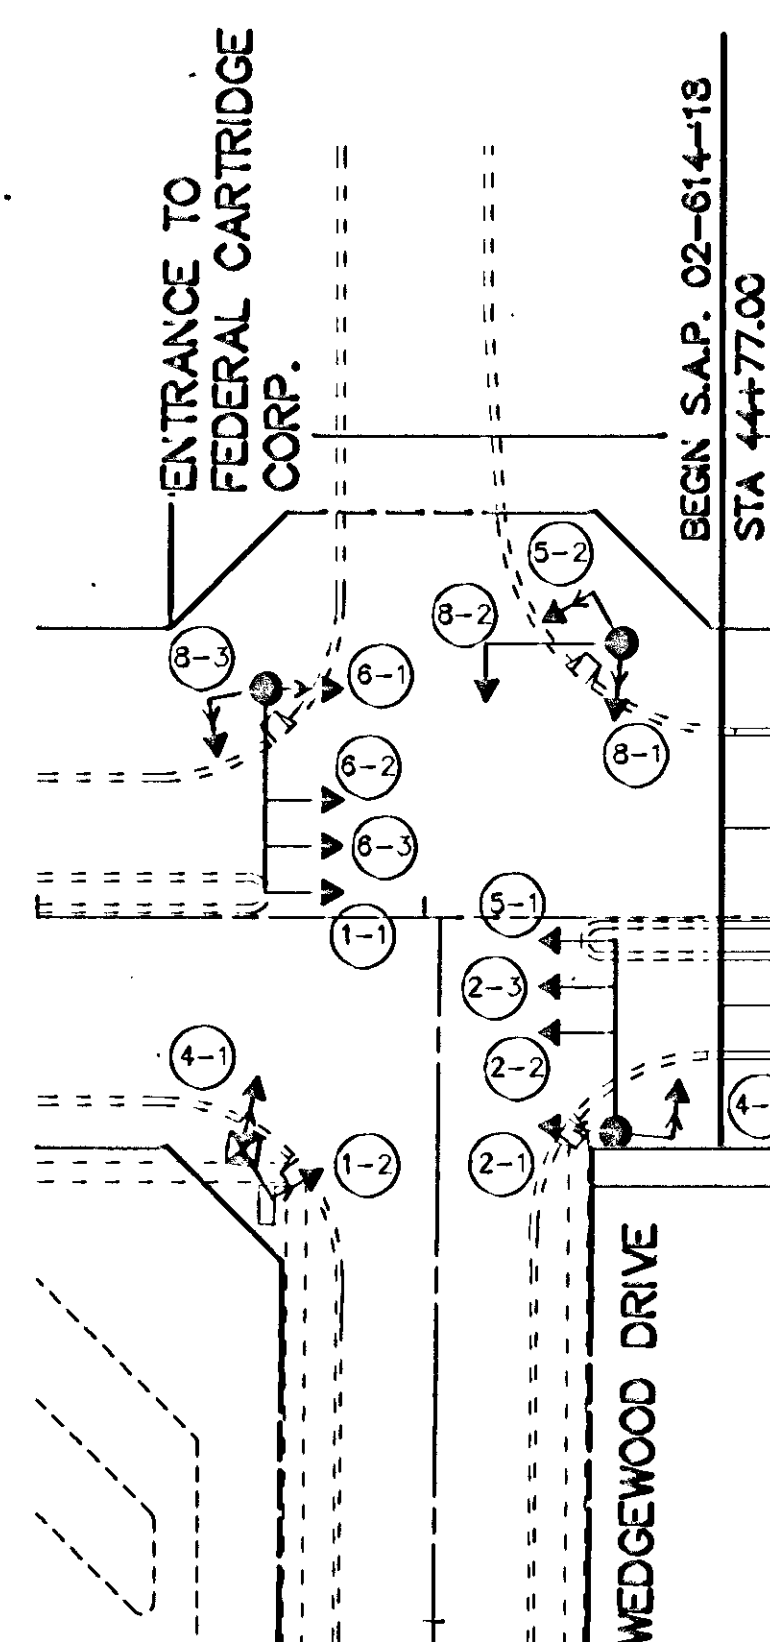 ENTRANCE TO
FEDERAL CARTRIDGE
CORP.
BEGIN S.A.P. 02-614-18
STA 44+77.00
5-2
8-2
8-3
6-1
8-1
6-2
6-3
5-1
1-1
2-3
4-1
2-2
4-
1-2
2-1
WEDGEWOOD DRIVE